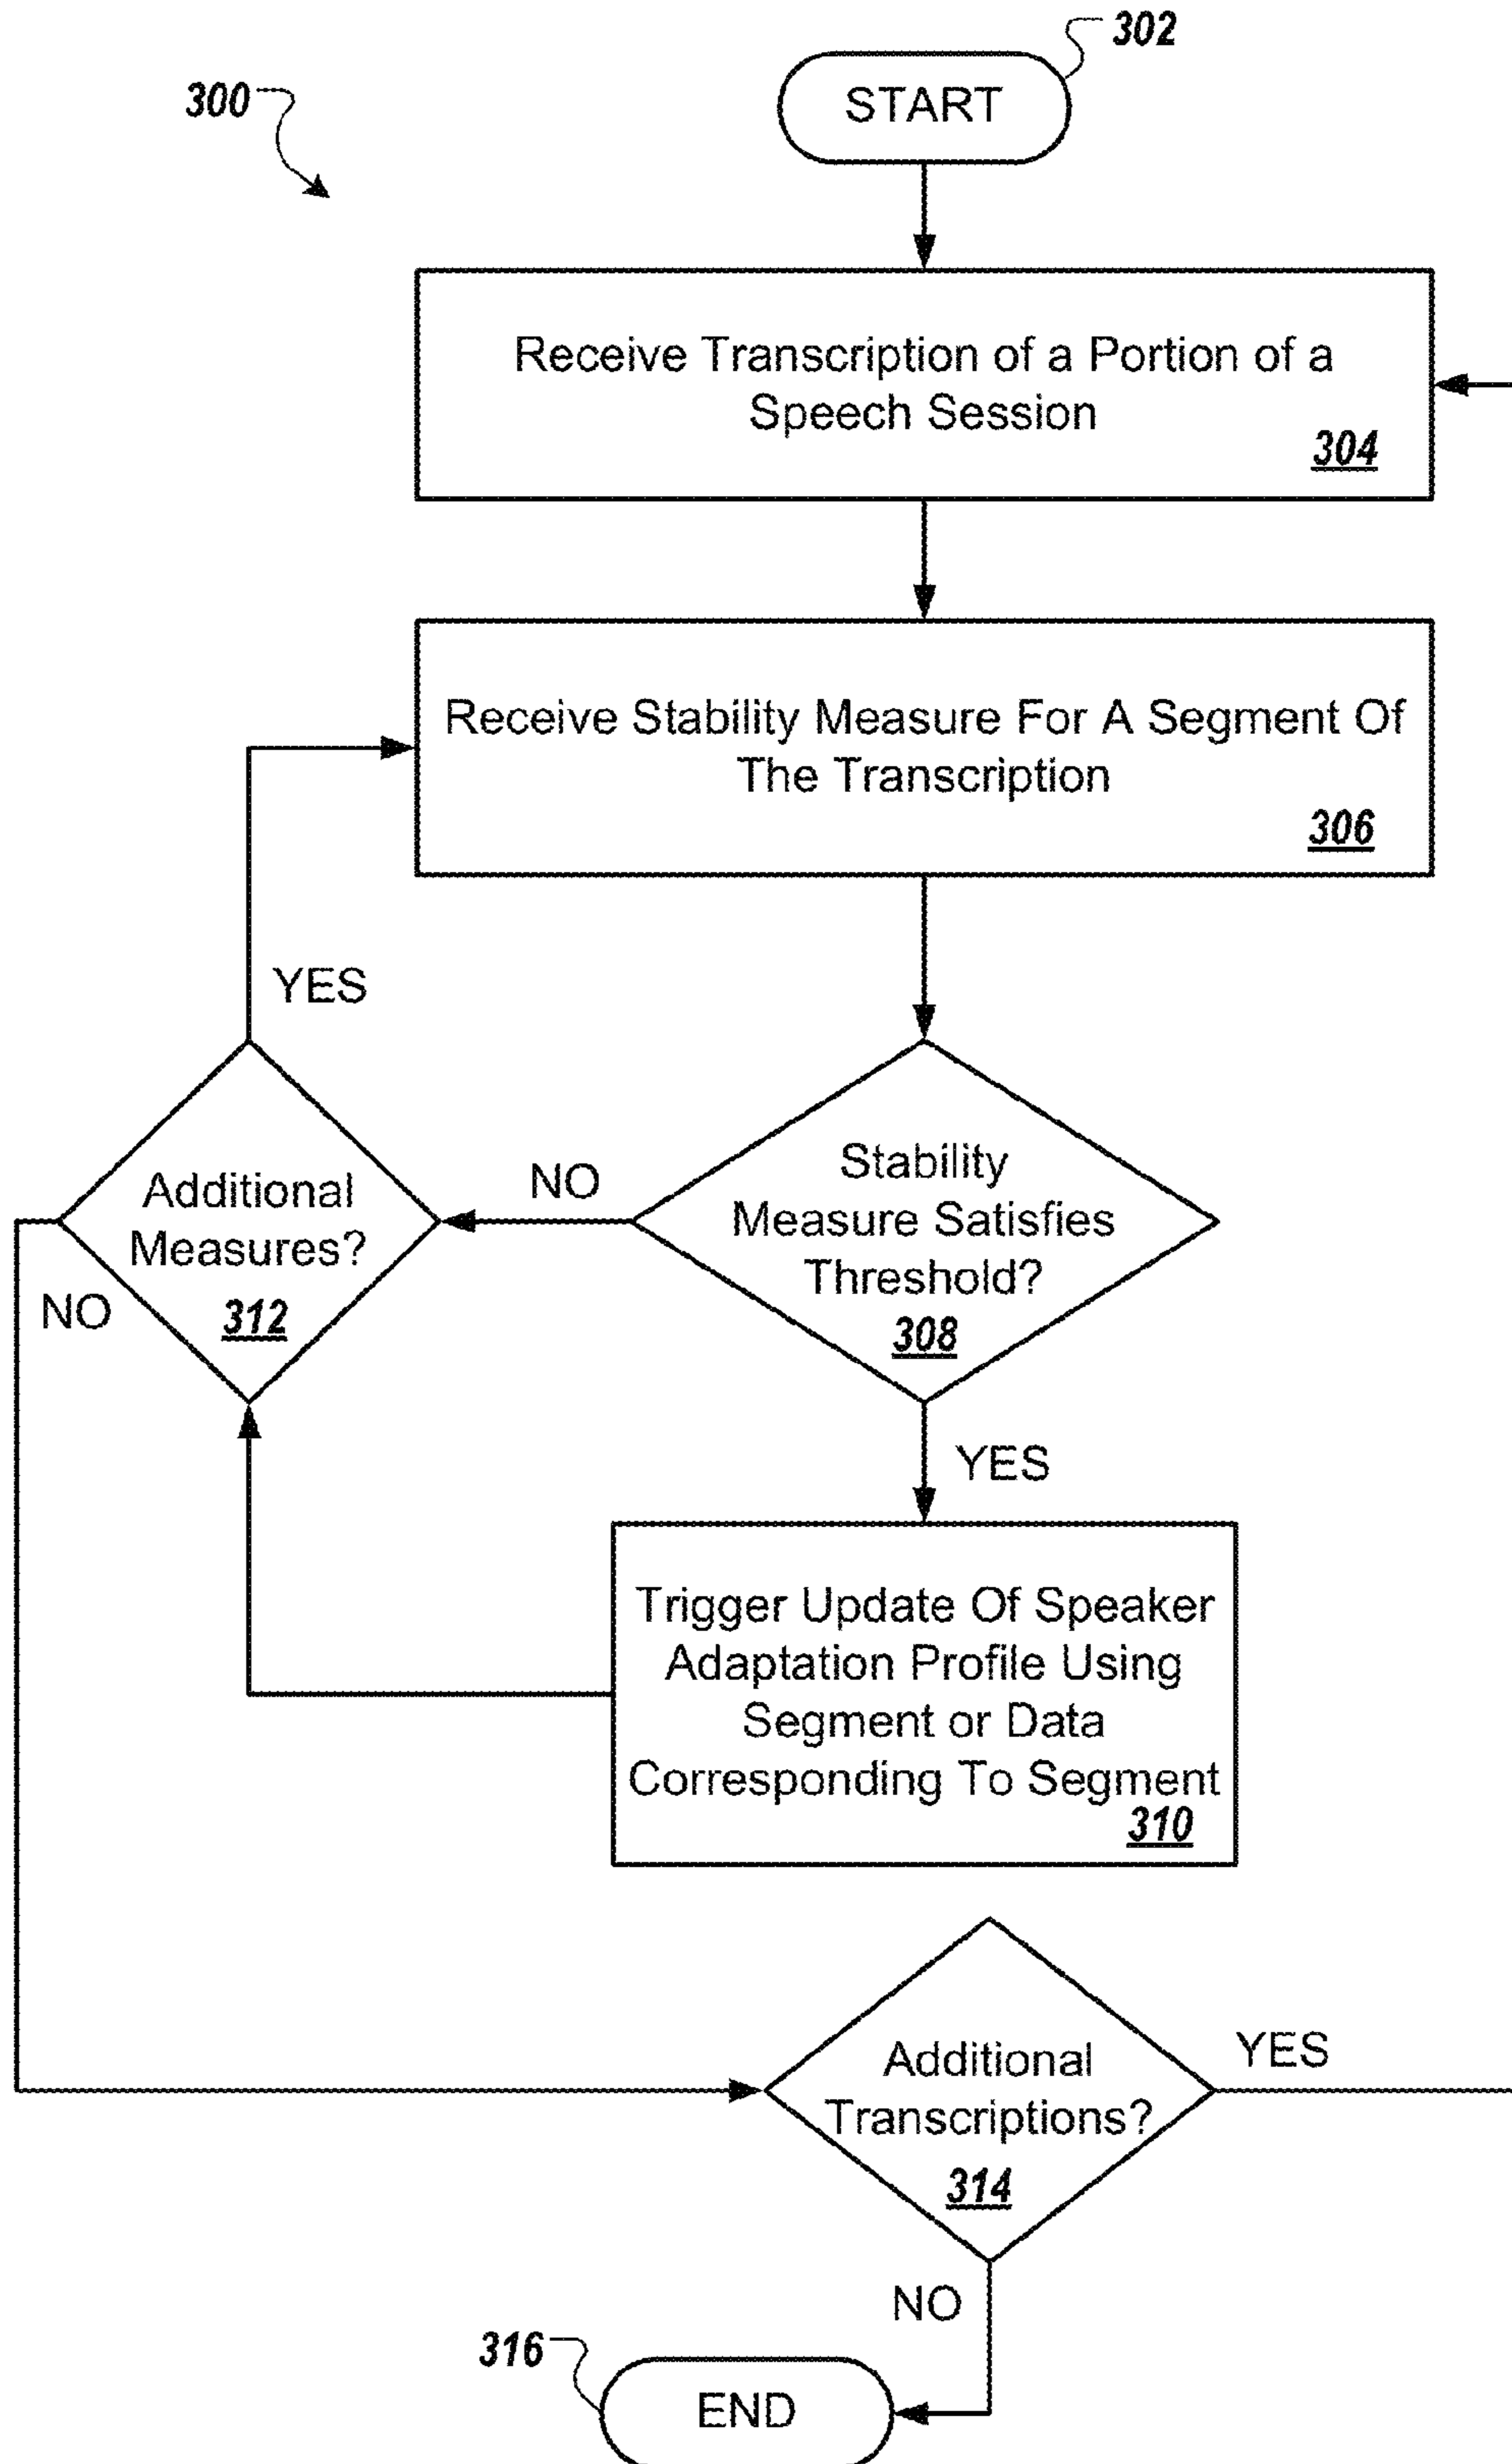 302
300
START
Receive Transcription of a Portion of a
Speech Session
304
Receive Stability Measure For A Segment Of
The Transcription
306
YES
Additional
Measures?
312
NO
NO
Stability
Measure Satisfies
Threshold?
308
YES
Trigger Update Of Speaker
Adaptation Profile Using
Segment or Data
Corresponding To Segment
310
Additional
Transcriptions?
314
YES
NO
316
END